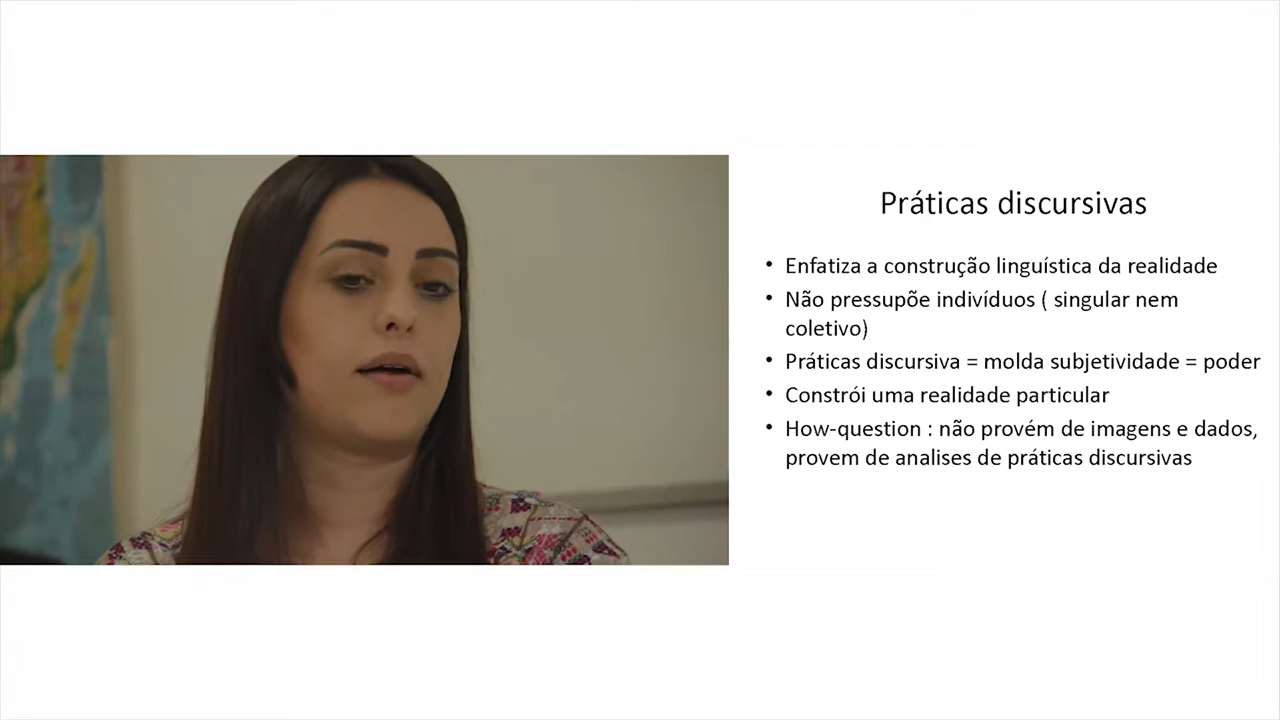 Práticas discursivas
• Enfatiza a construção linguística da realidade
• Não pressupõe indivíduos ( singular nem
coletivo)
• Práticas discursiva = molda subjetividade = poder
• Constrói uma realidade particular
• How-question : não provém de imagens e dados,
provem de analises de práticas discursivas